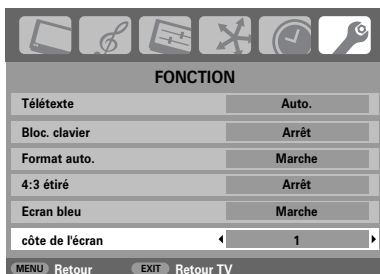 FONCTION
Télétexte Auto.
Bloc. clavier Arrêt
Format auto. Marche
4:3 étiré Arrêt
Ecran bleu Marche
côte de l'écran 1
MENU Retour EXIT Retour TV